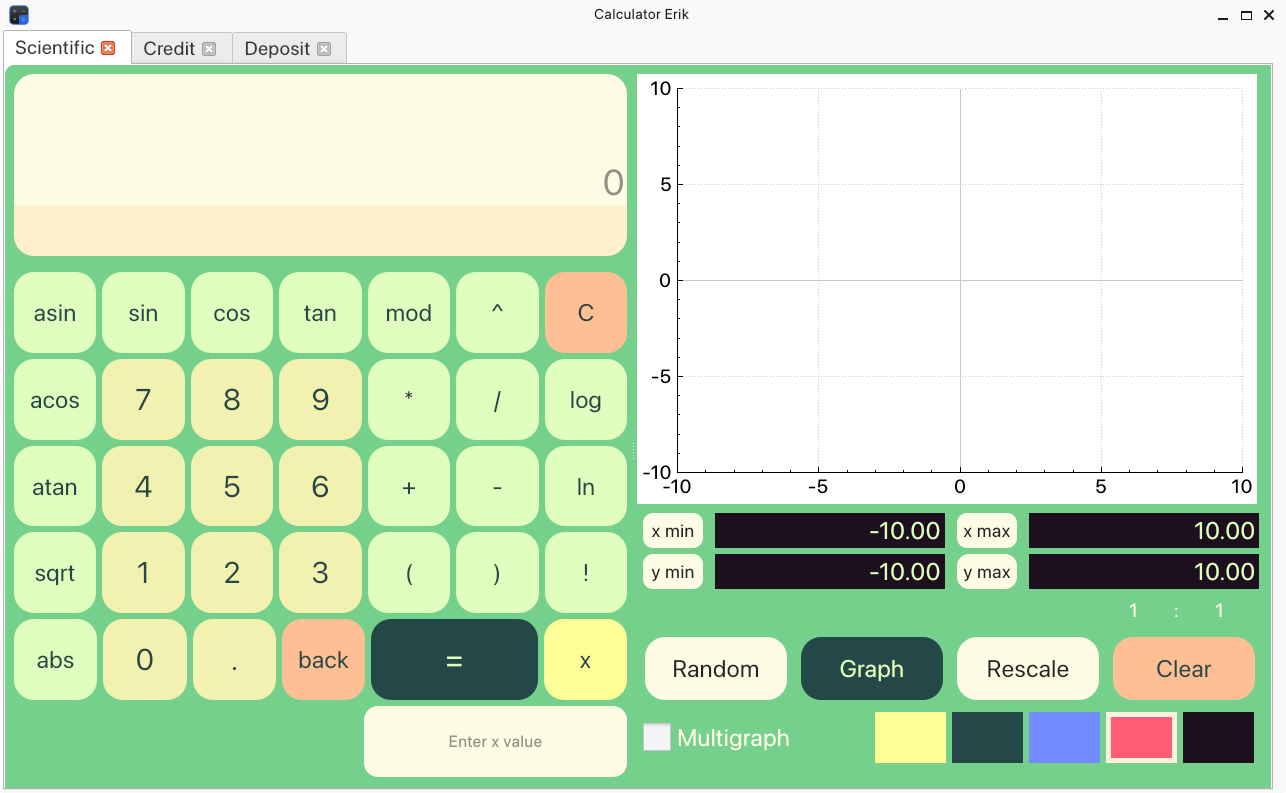 Calculator Erik
Scientific Credit Deposit
0
asin sin cos tan mod ^ C
acos 7 8 9 * / log
atan 4 5 6 + - ln
sqrt 1 2 3 ( ) !
abs 0 . back = x
Enter x value
10
5
0
-5
-10
-10 -5 0 5 10
x min -10.00 x max 10.00
y min -10.00 y max 10.00
1 : 1
Random Graph Rescale Clear
Multigraph